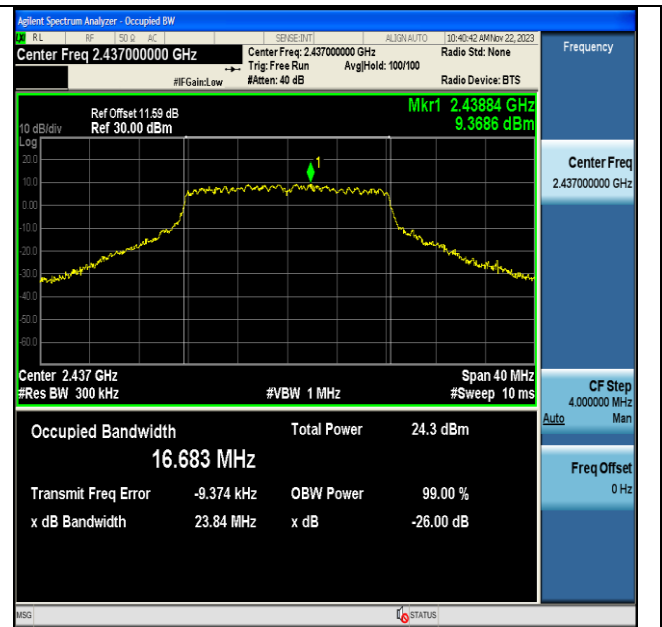 Agilent Spectrum Analyzer - Occupied BW
LXI RL RF 50 Ω AC SENSE:INT ALIGN AUTO 10:40:42 AM Nov 22, 2023
Center Freq 2.437000000 GHz
Center Freq: 2.437000000 GHz
Radio Std: None
Trig: Free Run Avg|Hold: 100/100
#IFGain:Low #Atten: 40 dB Radio Device: BTS
Frequency
Ref Offset 11.59 dB
10 dB/div Ref 30.00 dBm
Mkr1 2.43884 GHz
9.3686 dBm
Log
20.0
10.0
0.00
-10.0
-20.0
-30.0
-40.0
-50.0
-60.0
1
Center 2.437 GHz Span 40 MHz
#Res BW 300 kHz #VBW 1 MHz #Sweep 10 ms
Occupied Bandwidth Total Power 24.3 dBm
16.683 MHz
Transmit Freq Error -9.374 kHz OBW Power 99.00 %
x dB Bandwidth 23.84 MHz x dB -26.00 dB
Center Freq
2.437000000 GHz
CF Step
4.000000 MHz
Auto Man
Freq Offset
0 Hz
MSG STATUS